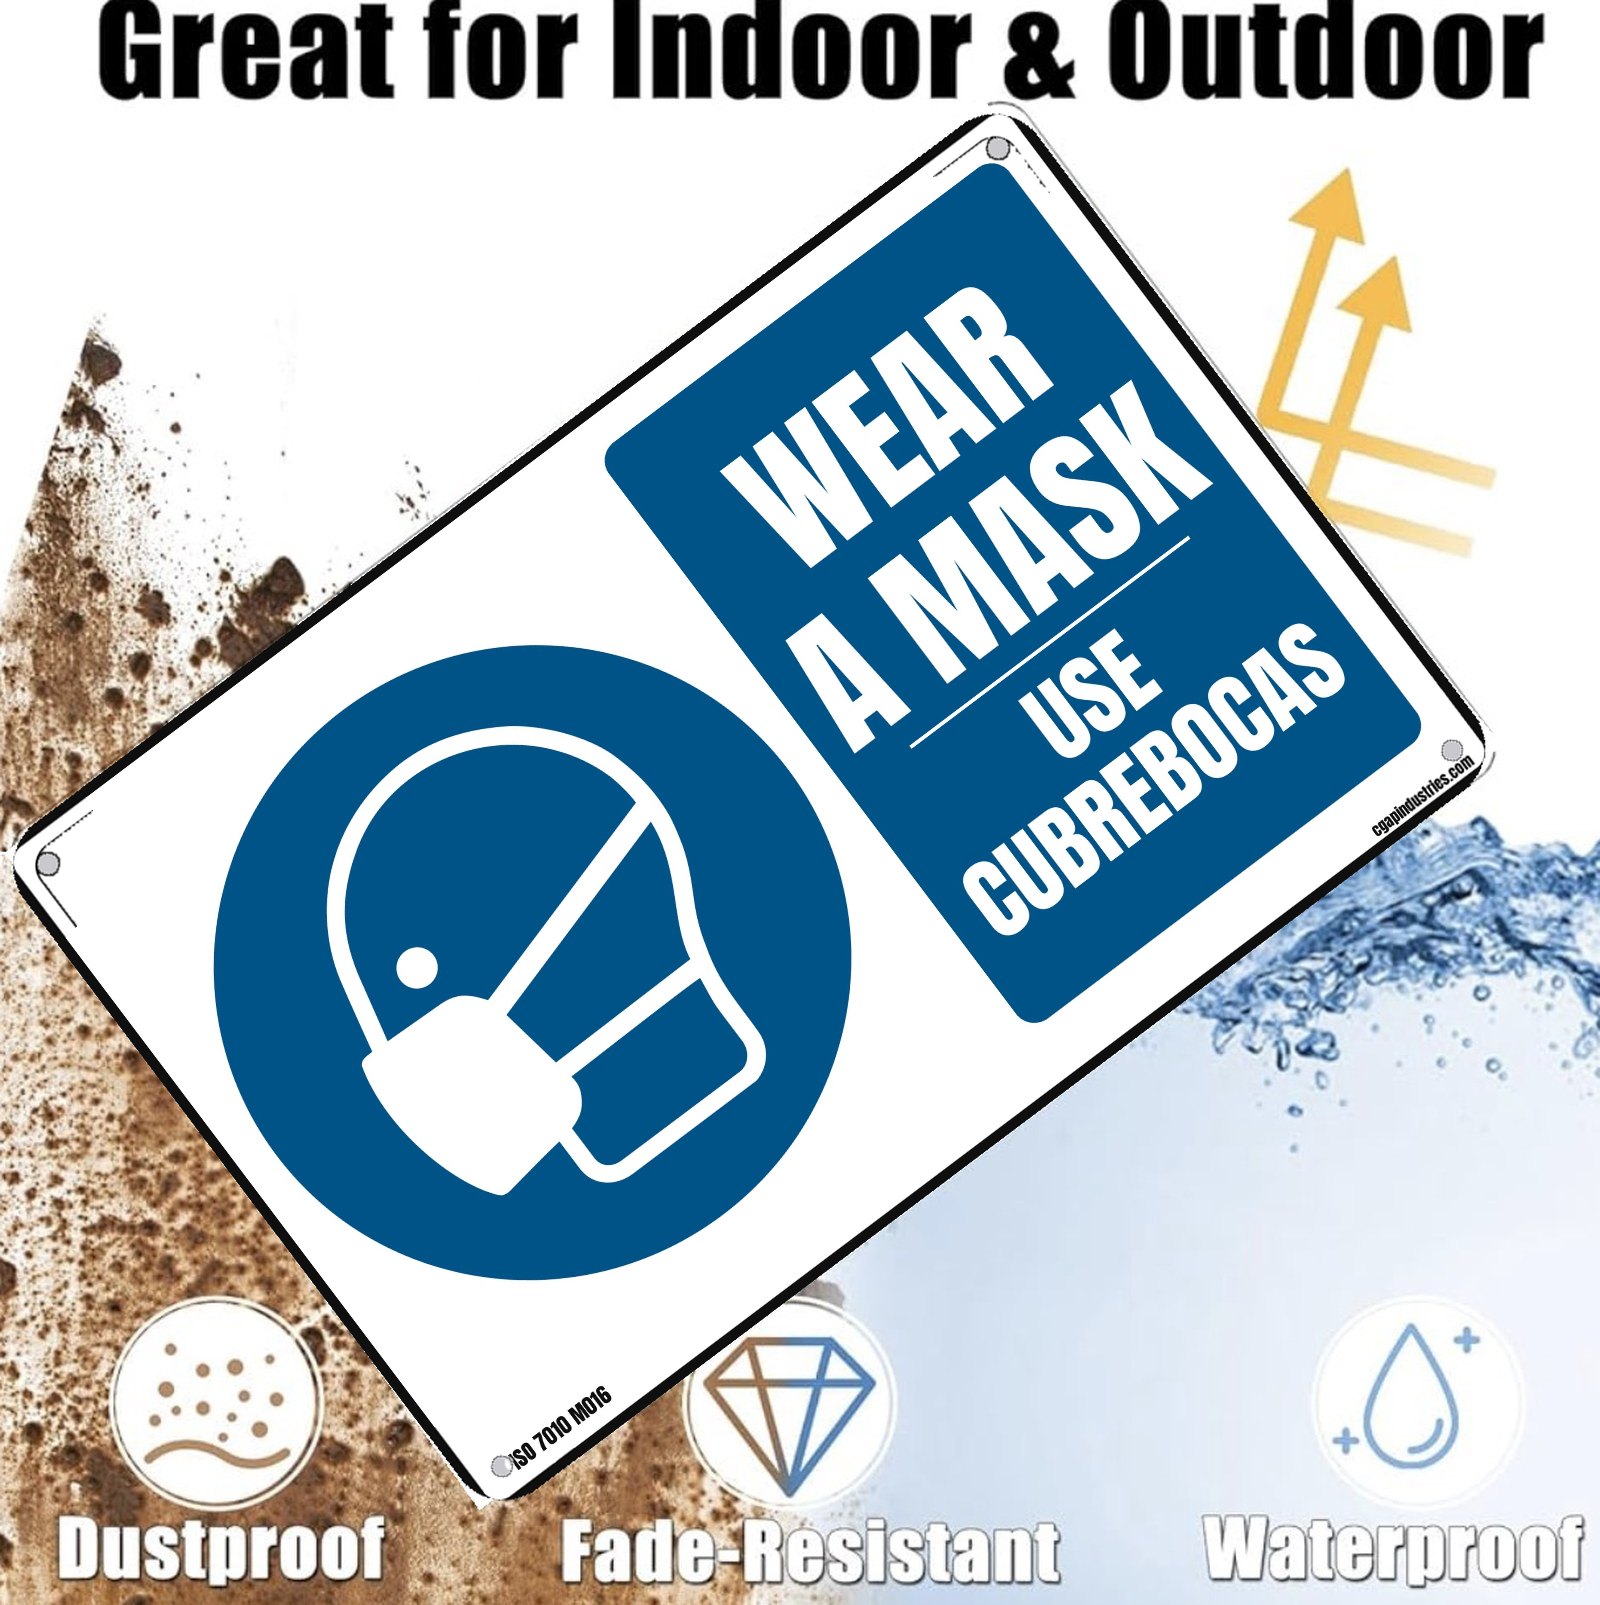 Great for Indoor & Outdoor
WEAR
A MASK
USE
CUBREBOCAS
cgapindustries.com
ISO 7010 M016
Dustproof
Fade-Resistant
Waterproof